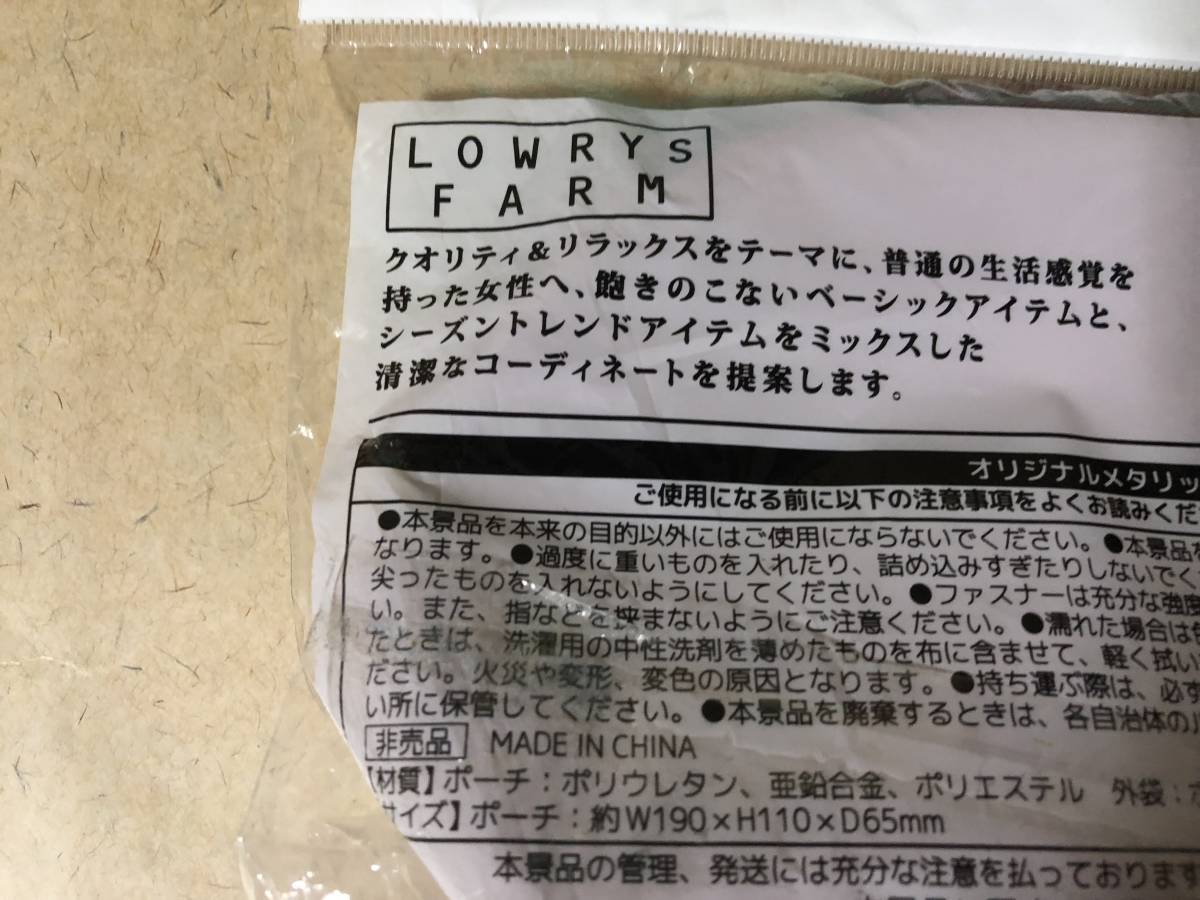 LOWRYS
FARM
クオリティ&リラックスをテーマに、普通の生活感覚を
持った女性へ、飽きのこないベーシックアイテムと、
シーズントレンドアイテムをミックスした
清潔なコーディネートを提案します。
オリジナルメタリッ
ご使用になる前に以下の注意事項をよくお読みくだ
●本景品を本来の目的以外にはご使用にならないでください。●本景品
なります。●過度に重いものを入れたり、詰め込みすぎたりしないでく
尖ったものを入れないようにしてください。●ファスナーは充分な強度
い。また、指などを挟まないようにご注意ください。●濡れた場合は
たときは、洗濯用の中性洗剤を薄めたものを布に含ませて、軽く拭い
ださい。火災や変形、変色の原因となります。●持ち運ぶ際は、必ず
い所に保管してください。●本景品を廃棄するときは、各自治体の
非売品 MADE IN CHINA
【材質】ポーチ:ポリウレタン、亜鉛合金、ポリエステル 外袋:
イズ】ポーチ:約W190×H110×D65mm
本景品の管理、発送には充分な注意を払っております